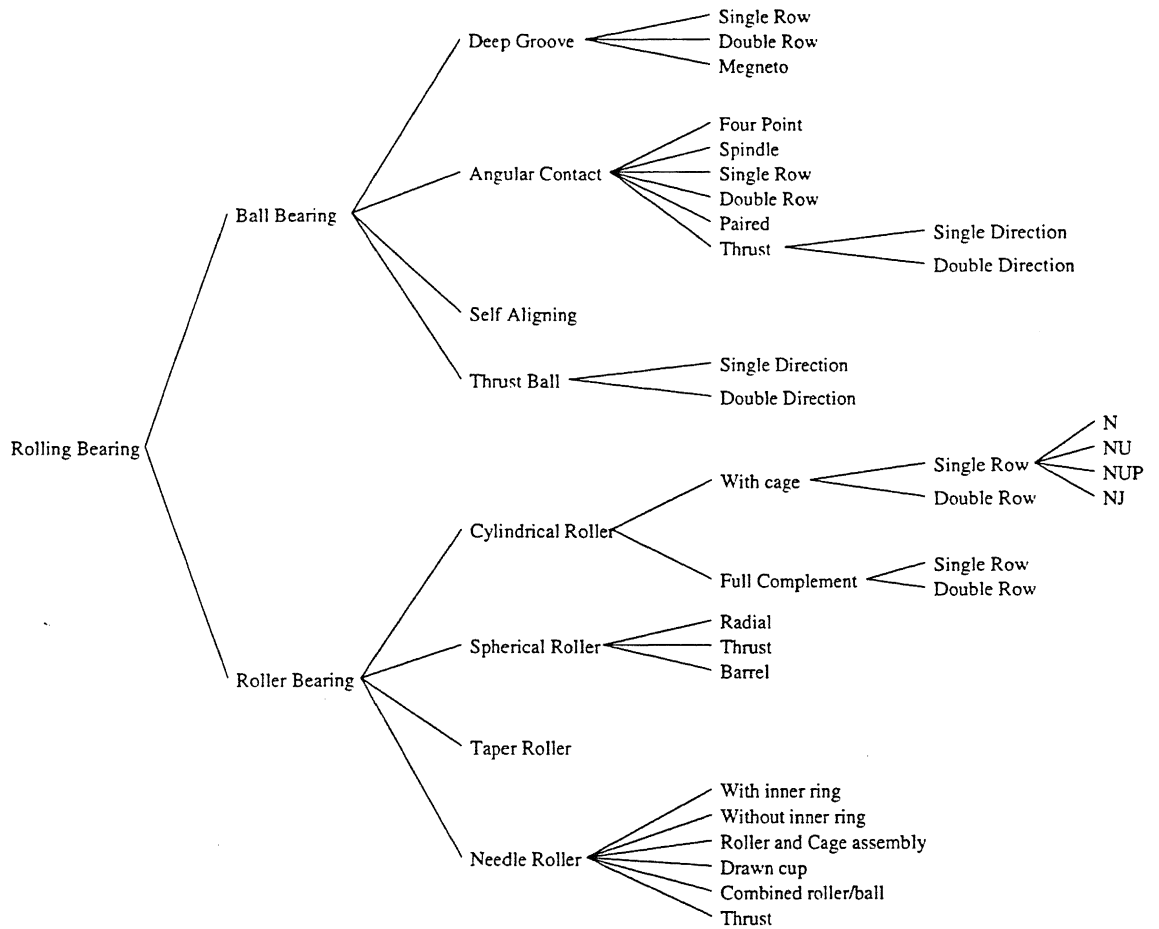 Rolling Bearing
Ball Bearing
Deep Groove
Single Row
Double Row
Megneto
Angular Contact
Four Point
Spindle
Single Row
Double Row
Paired
Thrust
Single Direction
Double Direction
Self Aligning
Thrust Ball
Single Direction
Double Direction
Roller Bearing
Cylindrical Roller
With cage
Single Row
N
NU
NUP
NJ
Double Row
Full Complement
Single Row
Double Row
Spherical Roller
Radial
Thrust
Barrel
Taper Roller
Needle Roller
With inner ring
Without inner ring
Roller and Cage assembly
Drawn cup
Combined roller/ball
Thrust